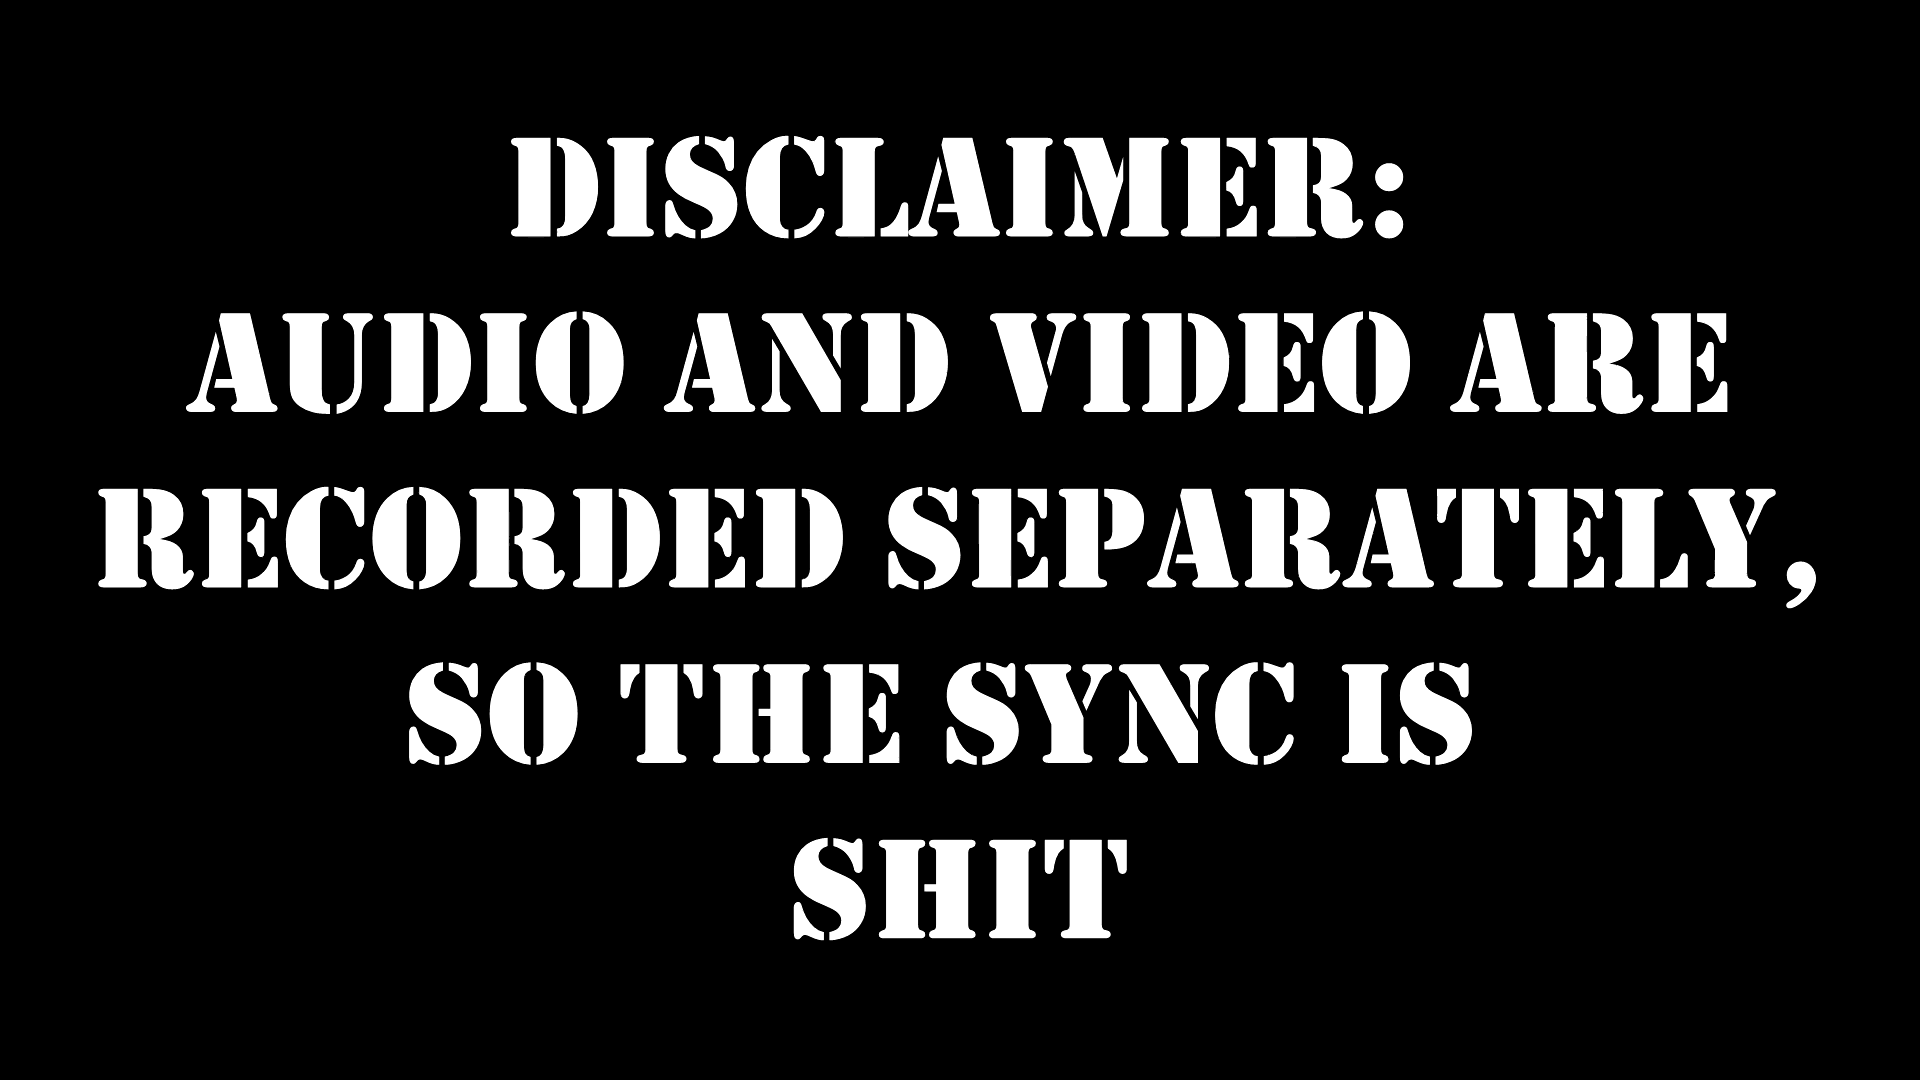 DISCLAIMER:
AUDIO AND VIDEO ARE
RECORDED SEPARATELY,
SO THE SYNC IS
SHIT